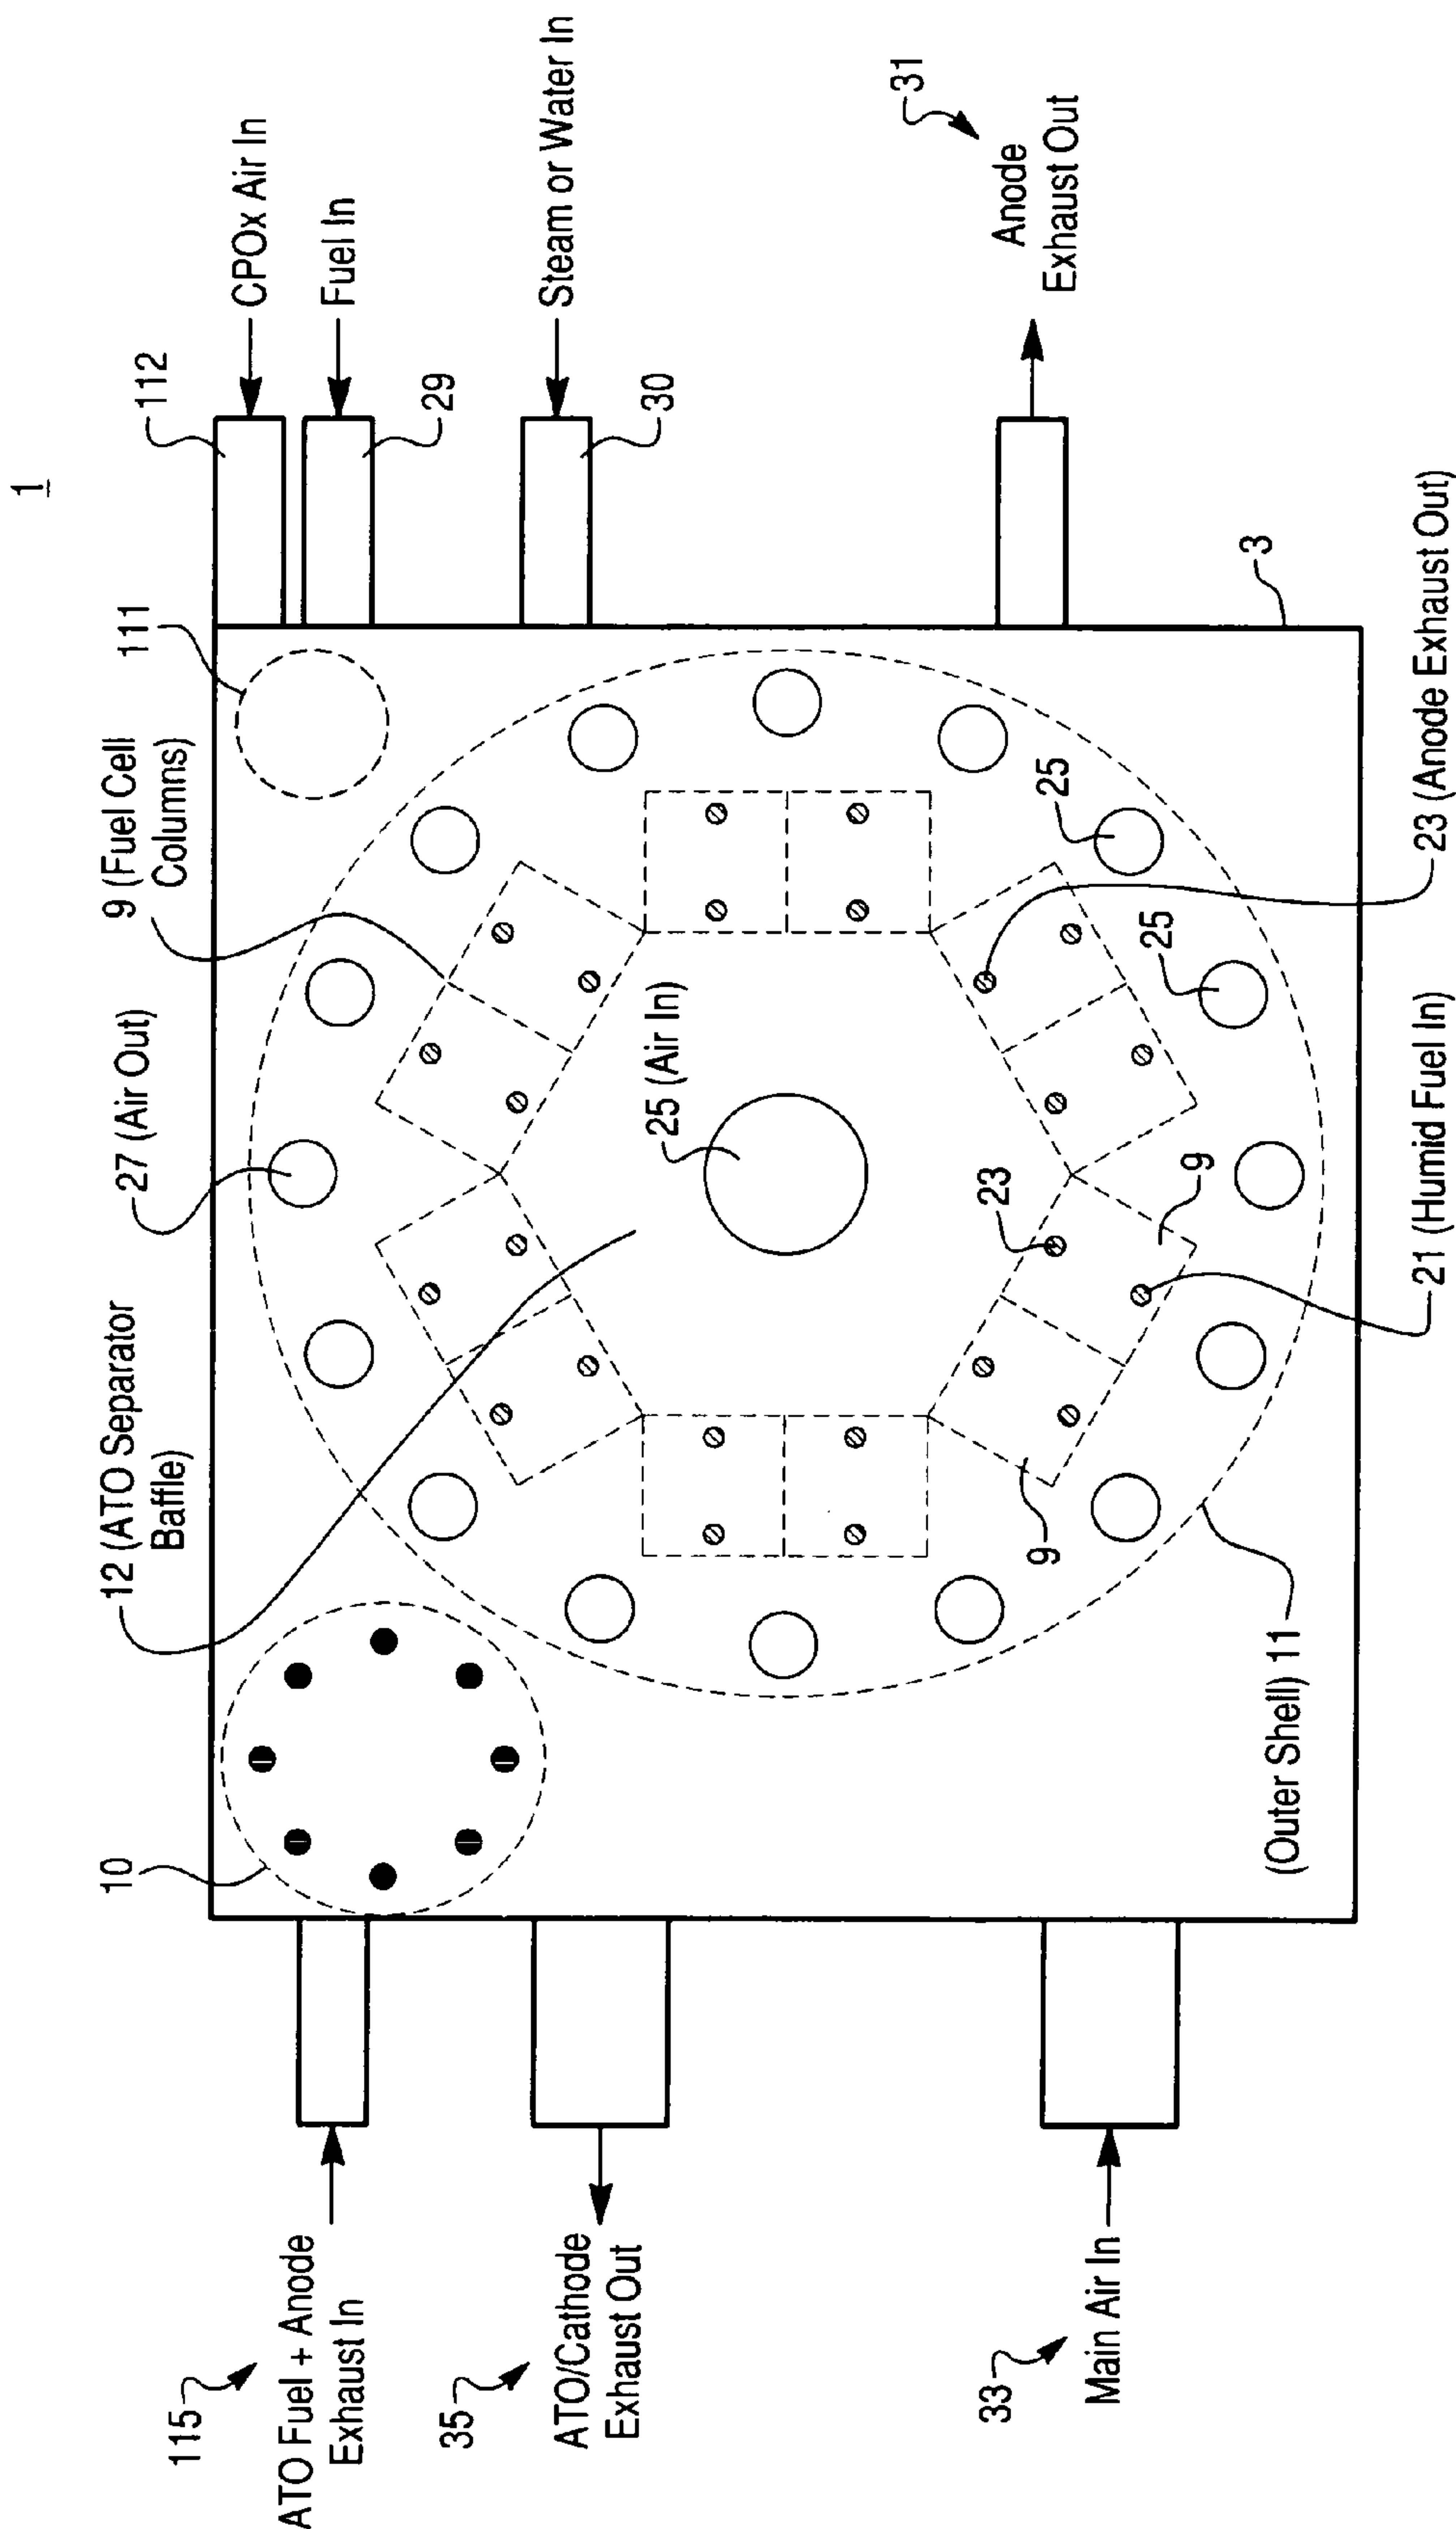 1
112
CPOx Air In
Fuel In
29
Steam or Water In
30
31
Anode
Exhaust Out
3
111
9 (Fuel Cell
Columns)
27 (Air Out)
12 (ATO Separator
Baffle)
10
25 (Air In)
25
25
23 (Anode Exhaust Out)
23
9
21 (Humid Fuel In)
9
(Outer Shell) 11
115
ATO Fuel + Anode
Exhaust In
35
ATO/Cathode
Exhaust Out
33
Main Air In